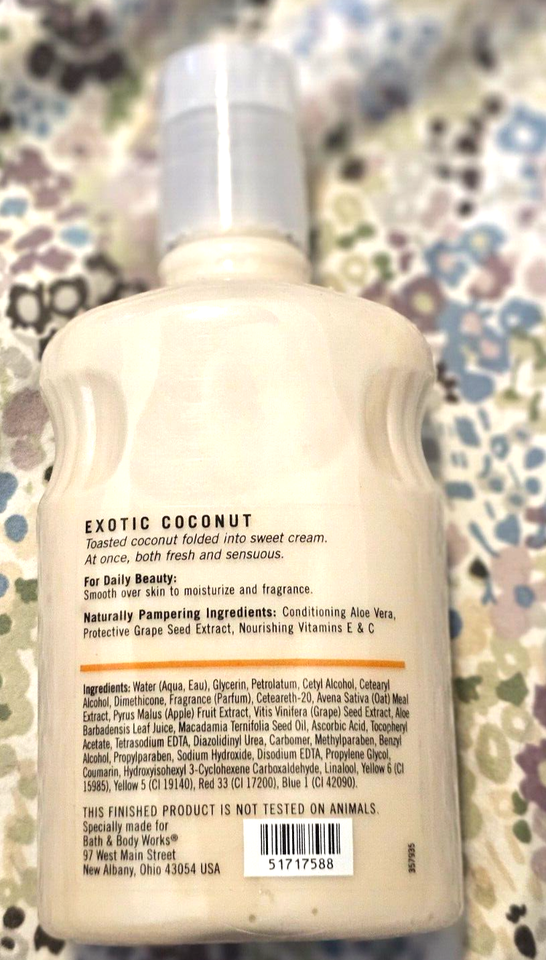 EXOTIC COCONUT
Toasted coconut folded into sweet cream.
At once, both fresh and sensuous.
For Daily Beauty:
Smooth over skin to moisturize and fragrance.
Naturally Pampering Ingredients: Conditioning Aloe Vera,
Protective Grape Seed Extract, Nourishing Vitamins E & C
Ingredients: Water (Aqua, Eau), Glycerin, Petrolatum, Cetyl Alcohol, Cetearyl
Alcohol, Dimethicone, Fragrance (Parfum), Ceteareth-20, Avena Sativa (Oat) Meal
Extract, Pyrus Malus (Apple) Fruit Extract, Vitis Vinifera (Grape) Seed Extract, Aloe
Barbadensis Leaf Juice, Macadamia Ternifolia Seed Oil, Ascorbic Acid, Tocopheryl
Acetate, Tetrasodium EDTA, Diazolidinyl Urea, Carbomer, Methylparaben, Benzyl
Alcohol, Propylparaben, Sodium Hydroxide, Disodium EDTA, Propylene Glycol,
Coumarin, Hydroxyisohexyl 3-Cyclohexene Carboxaldehyde, Linalool, Yellow 6 (CI
15985), Yellow 5 (CI 19140), Red 33 (CI 17200), Blue 1 (CI 42090).
THIS FINISHED PRODUCT IS NOT TESTED ON ANIMALS.
Specially made for
Bath & Body Works®
97 West Main Street
New Albany, Ohio 43054 USA
51717588
357935